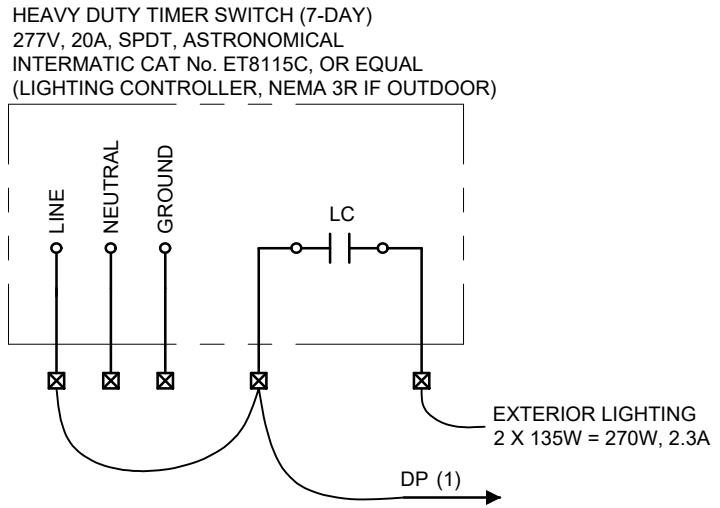 HEAVY DUTY TIMER SWITCH (7-DAY)
277V, 20A, SPDT, ASTRONOMICAL
INTERMATIC CAT No. ET8115C, OR EQUAL
(LIGHTING CONTROLLER, NEMA 3R IF OUTDOOR)
LINE
NEUTRAL
GROUND
LC
EXTERIOR LIGHTING
2 X 135W = 270W, 2.3A
DP (1)